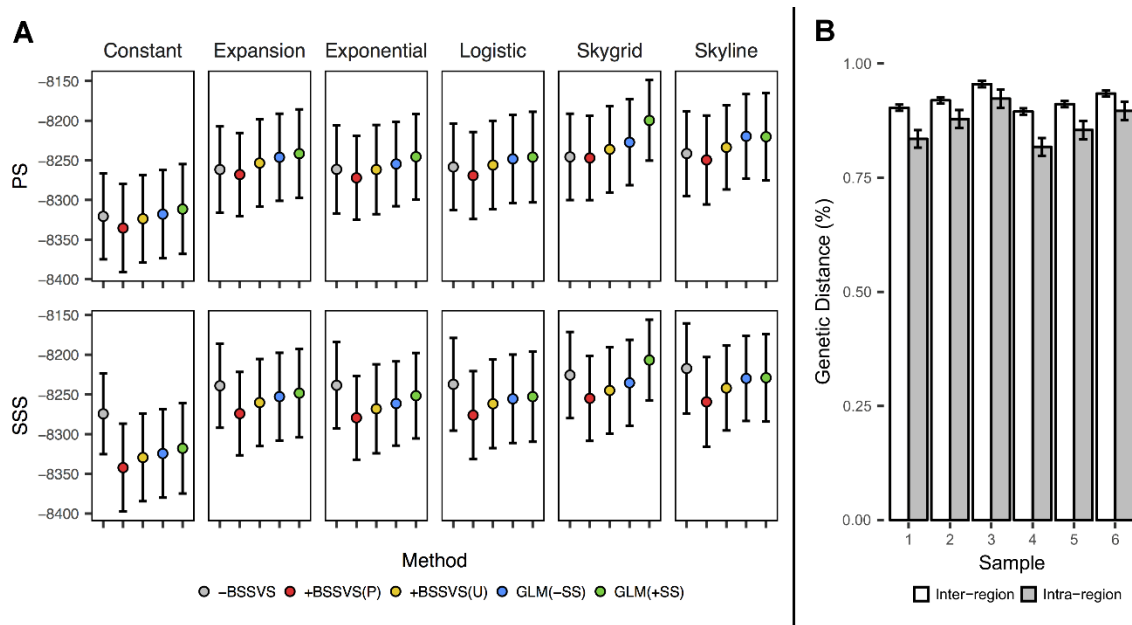 A
Constant Expansion Exponential Logistic Skygrid Skyline
PS
−8150
−8200
−8250
−8300
−8350
−8400
SSS
−8150
−8200
−8250
−8300
−8350
−8400
Method
−BSSVS +BSSVS(P) +BSSVS(U) GLM(−SS) GLM(+SS)
B
Genetic Distance (%)
1.00
0.75
0.50
0.25
0.00
1 2 3 4 5 6
Sample
Inter−region Intra−region